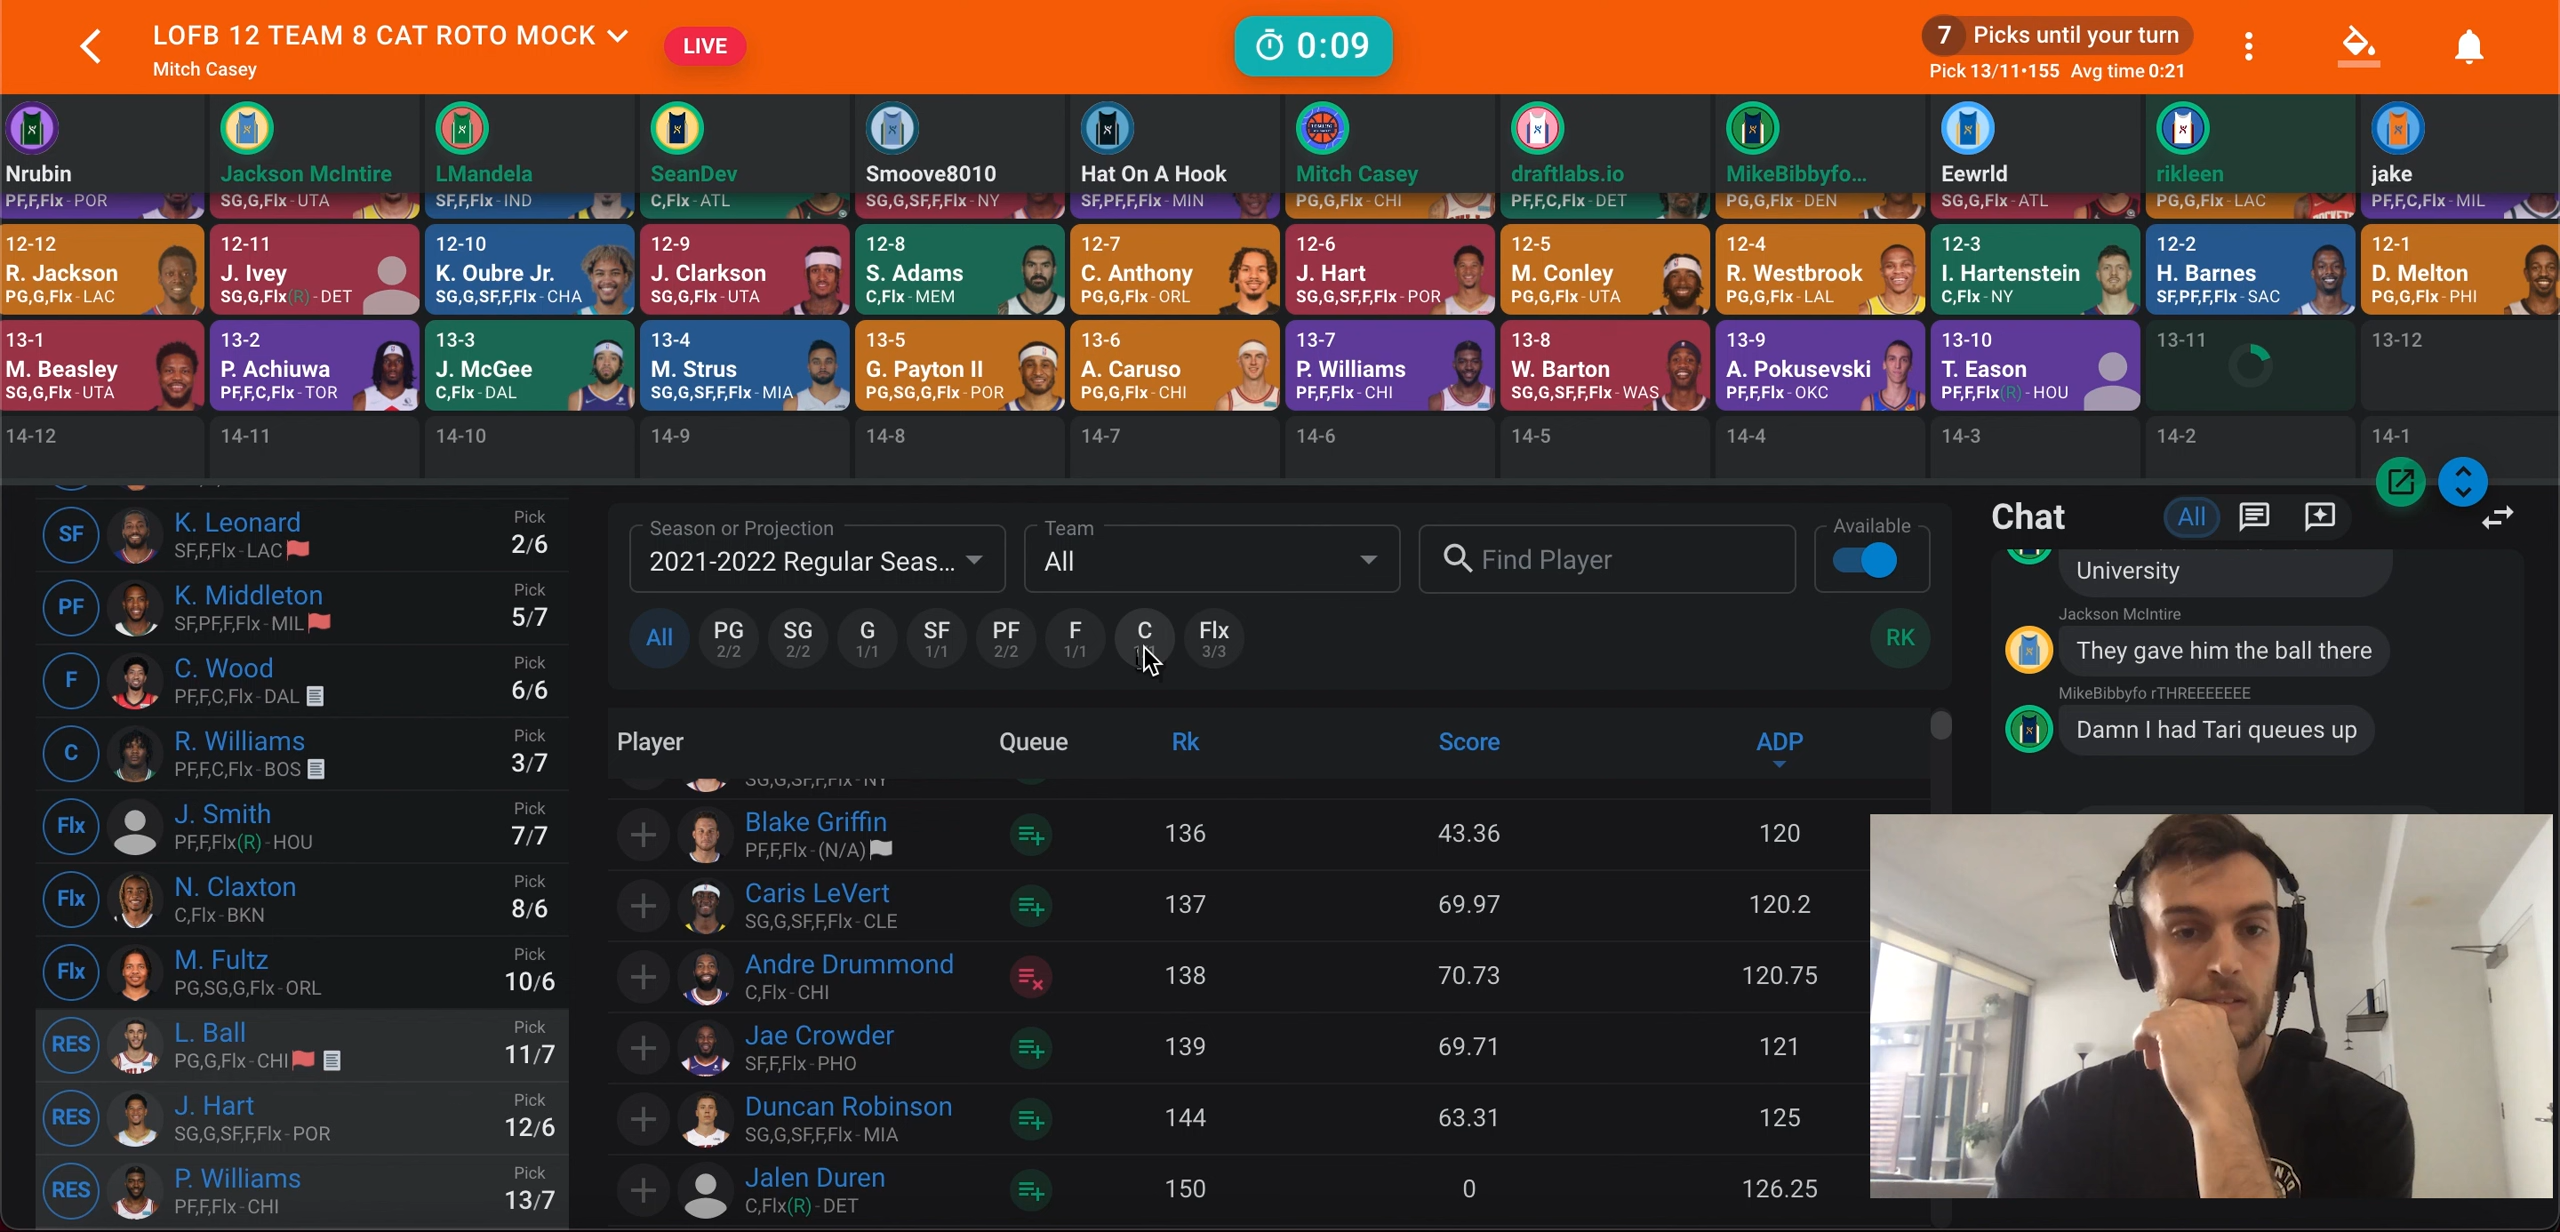 LOFB 12 TEAM 8 CAT ROTO MOCK
Mitch Casey
LIVE
0:09
7 Picks until your turn
Pick 13/11•155 Avg time 0:21
Nrubin
Jackson McIntire
LMandela
SeanDev
Smoove8010
Hat On A Hook
Mitch Casey
draftlabs.io
MikeBibbyfo...
Eewrld
rikleen
jake
PF,F,Flx - POR
SG,G,Flx - UTA
SF,F,Flx - IND
C,Flx - ATL
SG,G,SF,F,Flx - NY
SF,PF,F,Flx - MIN
PG,G,Flx - CHI
PF,F,C,Flx - DET
PG,G,Flx - DEN
SG,G,Flx - ATL
PG,G,Flx - LAC
PF,F,C,Flx - MIL
12-12
R. Jackson
PG,G,Flx - LAC
12-11
J. Ivey
SG,G,Flx(R) - DET
12-10
K. Oubre Jr.
SG,G,SF,F,Flx - CHA
12-9
J. Clarkson
SG,G,Flx - UTA
12-8
S. Adams
C,Flx - MEM
12-7
C. Anthony
PG,G,Flx - ORL
12-6
J. Hart
SG,G,SF,F,Flx - POR
12-5
M. Conley
PG,G,Flx - UTA
12-4
R. Westbrook
PG,G,Flx - LAL
12-3
I. Hartenstein
C,Flx - NY
12-2
H. Barnes
SF,PF,F,Flx - SAC
12-1
D. Melton
PG,G,Flx - PHI
13-1
M. Beasley
SG,G,Flx - UTA
13-2
P. Achiuwa
PF,F,C,Flx - TOR
13-3
J. McGee
C,Flx - DAL
13-4
M. Strus
SG,G,SF,F,Flx - MIA
13-5
G. Payton II
PG,SG,G,Flx - POR
13-6
A. Caruso
PG,G,Flx - CHI
13-7
P. Williams
PF,F,Flx - CHI
13-8
W. Barton
SG,G,SF,F,Flx - WAS
13-9
A. Pokusevski
PF,F,Flx - OKC
13-10
T. Eason
PF,F,Flx(R) - HOU
13-11
13-12
14-12
14-11
14-10
14-9
14-8
14-7
14-6
14-5
14-4
14-3
14-2
14-1
SF
K. Leonard
SF,F,Flx - LAC
Pick
2/6
PF
K. Middleton
SF,PF,F,Flx - MIL
Pick
5/7
F
C. Wood
PF,F,C,Flx - DAL
Pick
6/6
C
R. Williams
PF,F,C,Flx - BOS
Pick
3/7
Flx
J. Smith
PF,F,Flx(R) - HOU
Pick
7/7
Flx
N. Claxton
C,Flx - BKN
Pick
8/6
Flx
M. Fultz
PG,SG,G,Flx - ORL
Pick
10/6
RES
L. Ball
PG,G,Flx - CHI
Pick
11/7
RES
J. Hart
SG,G,SF,F,Flx - POR
Pick
12/6
RES
P. Williams
PF,F,Flx - CHI
Pick
13/7
Season or Projection
2021-2022 Regular Seas...
Team
All
Find Player
Available
All
PG
2/2
SG
2/2
G
1/1
SF
1/1
PF
2/2
F
1/1
C
Flx
3/3
RK
Player Queue Rk Score ADP
SG,G,SF,F,Flx - NY
Blake Griffin
PF,F,Flx - (N/A)
136 43.36 120
Caris LeVert
SG,G,SF,F,Flx - CLE
137 69.97 120.2
Andre Drummond
C,Flx - CHI
138 70.73 120.75
Jae Crowder
SF,F,Flx - PHO
139 69.71 121
Duncan Robinson
SG,G,SF,F,Flx - MIA
144 63.31 125
Jalen Duren
C,Flx(R) - DET
150 0 126.25
Chat
All
University
Jackson McIntire
They gave him the ball there
MikeBibbyfo rTHREEEEEEE
Damn I had Tari queues up